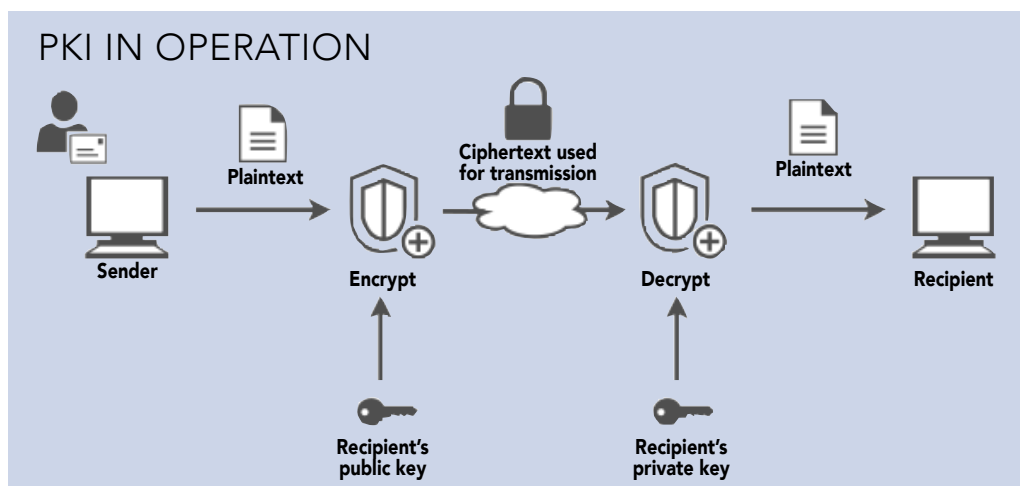 PKI IN OPERATION
Plaintext
Ciphertext used
for transmission
Plaintext
Sender
Encrypt
Decrypt
Recipient
Recipient's
public key
Recipient's
private key